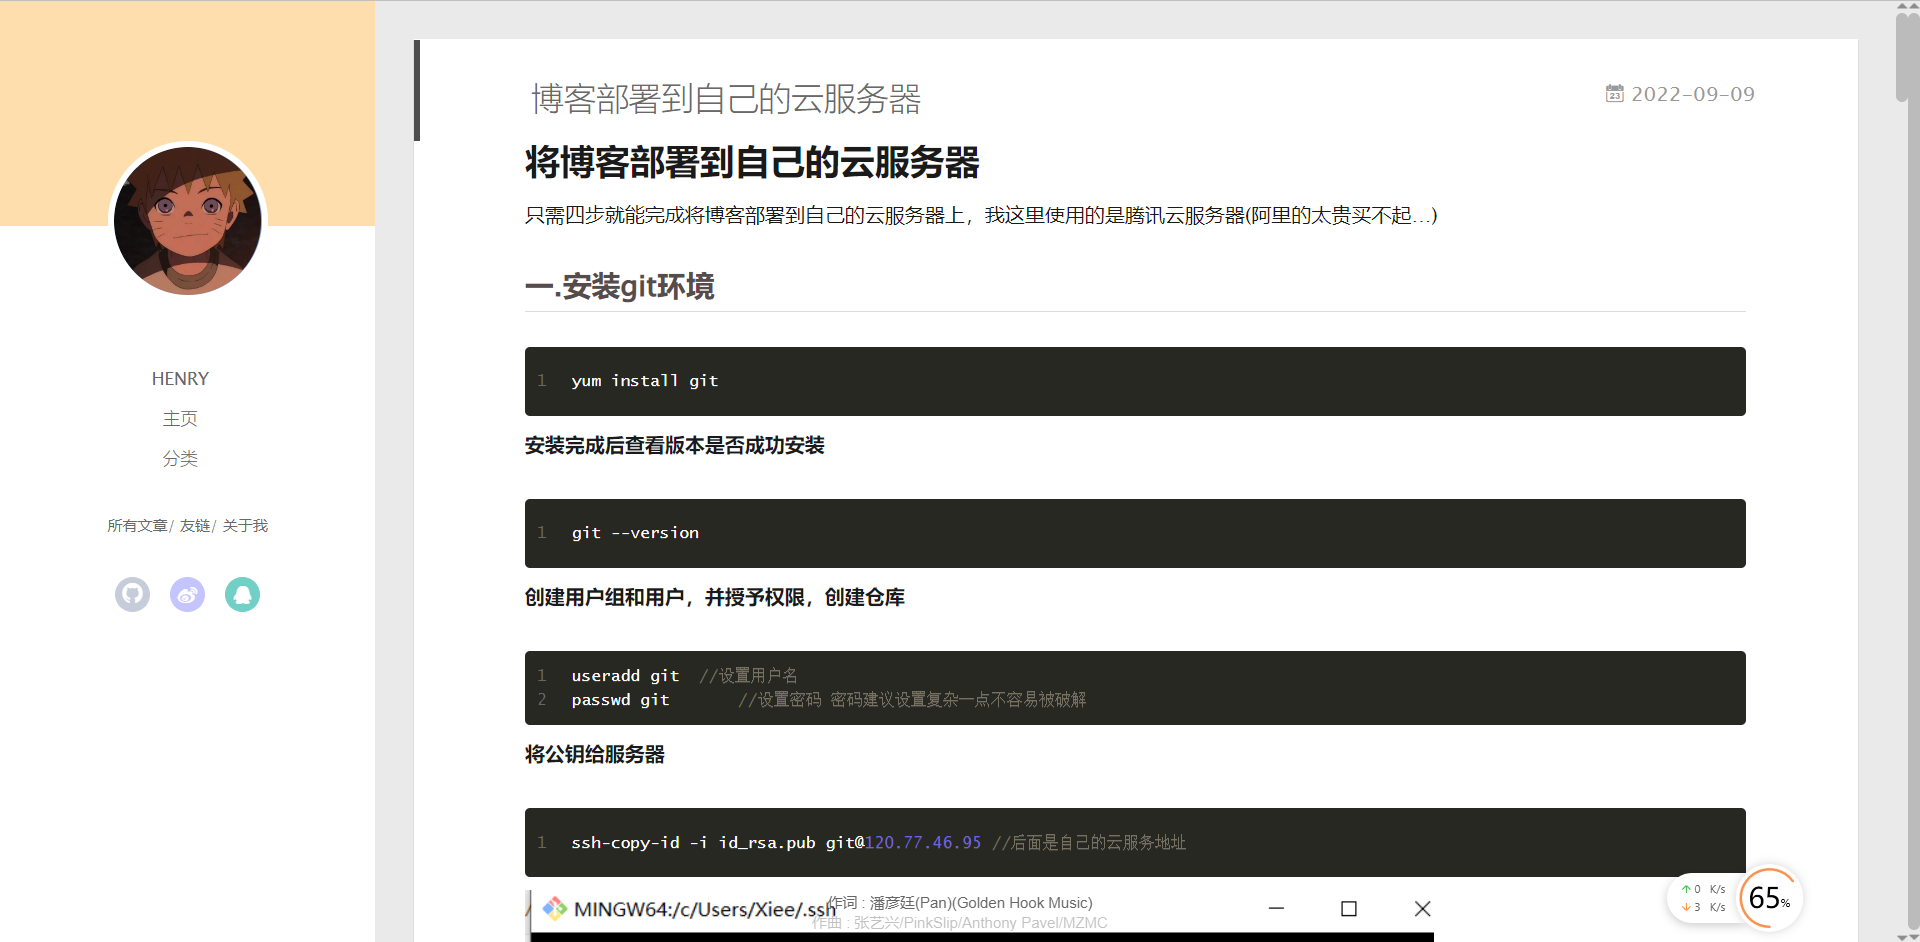 HENRY
主页
分类
所有文章/ 友链/ 关于我
博客部署到自己的云服务器
23 2022-09-09
将博客部署到自己的云服务器
只需四步就能完成将博客部署到自己的云服务器上，我这里使用的是腾讯云服务器(阿里的太贵买不起...)
一.安装git环境
1 yum install git
安装完成后查看版本是否成功安装
1 git --version
创建用户组和用户，并授予权限，创建仓库
1 useradd git //设置用户名
2 passwd git //设置密码 密码建议设置复杂一点不容易被破解
将公钥给服务器
1 ssh-copy-id -i id_rsa.pub git@120.77.46.95 //后面是自己的云服务地址
MINGW64:/c/Users/Xiee/.ssh
作词 : 潘彦廷(Pan)(Golden Hook Music)
作曲 : 张艺兴/PinkSlip/Anthony Pavel/MZMC
0 K/s
3 K/s
65%